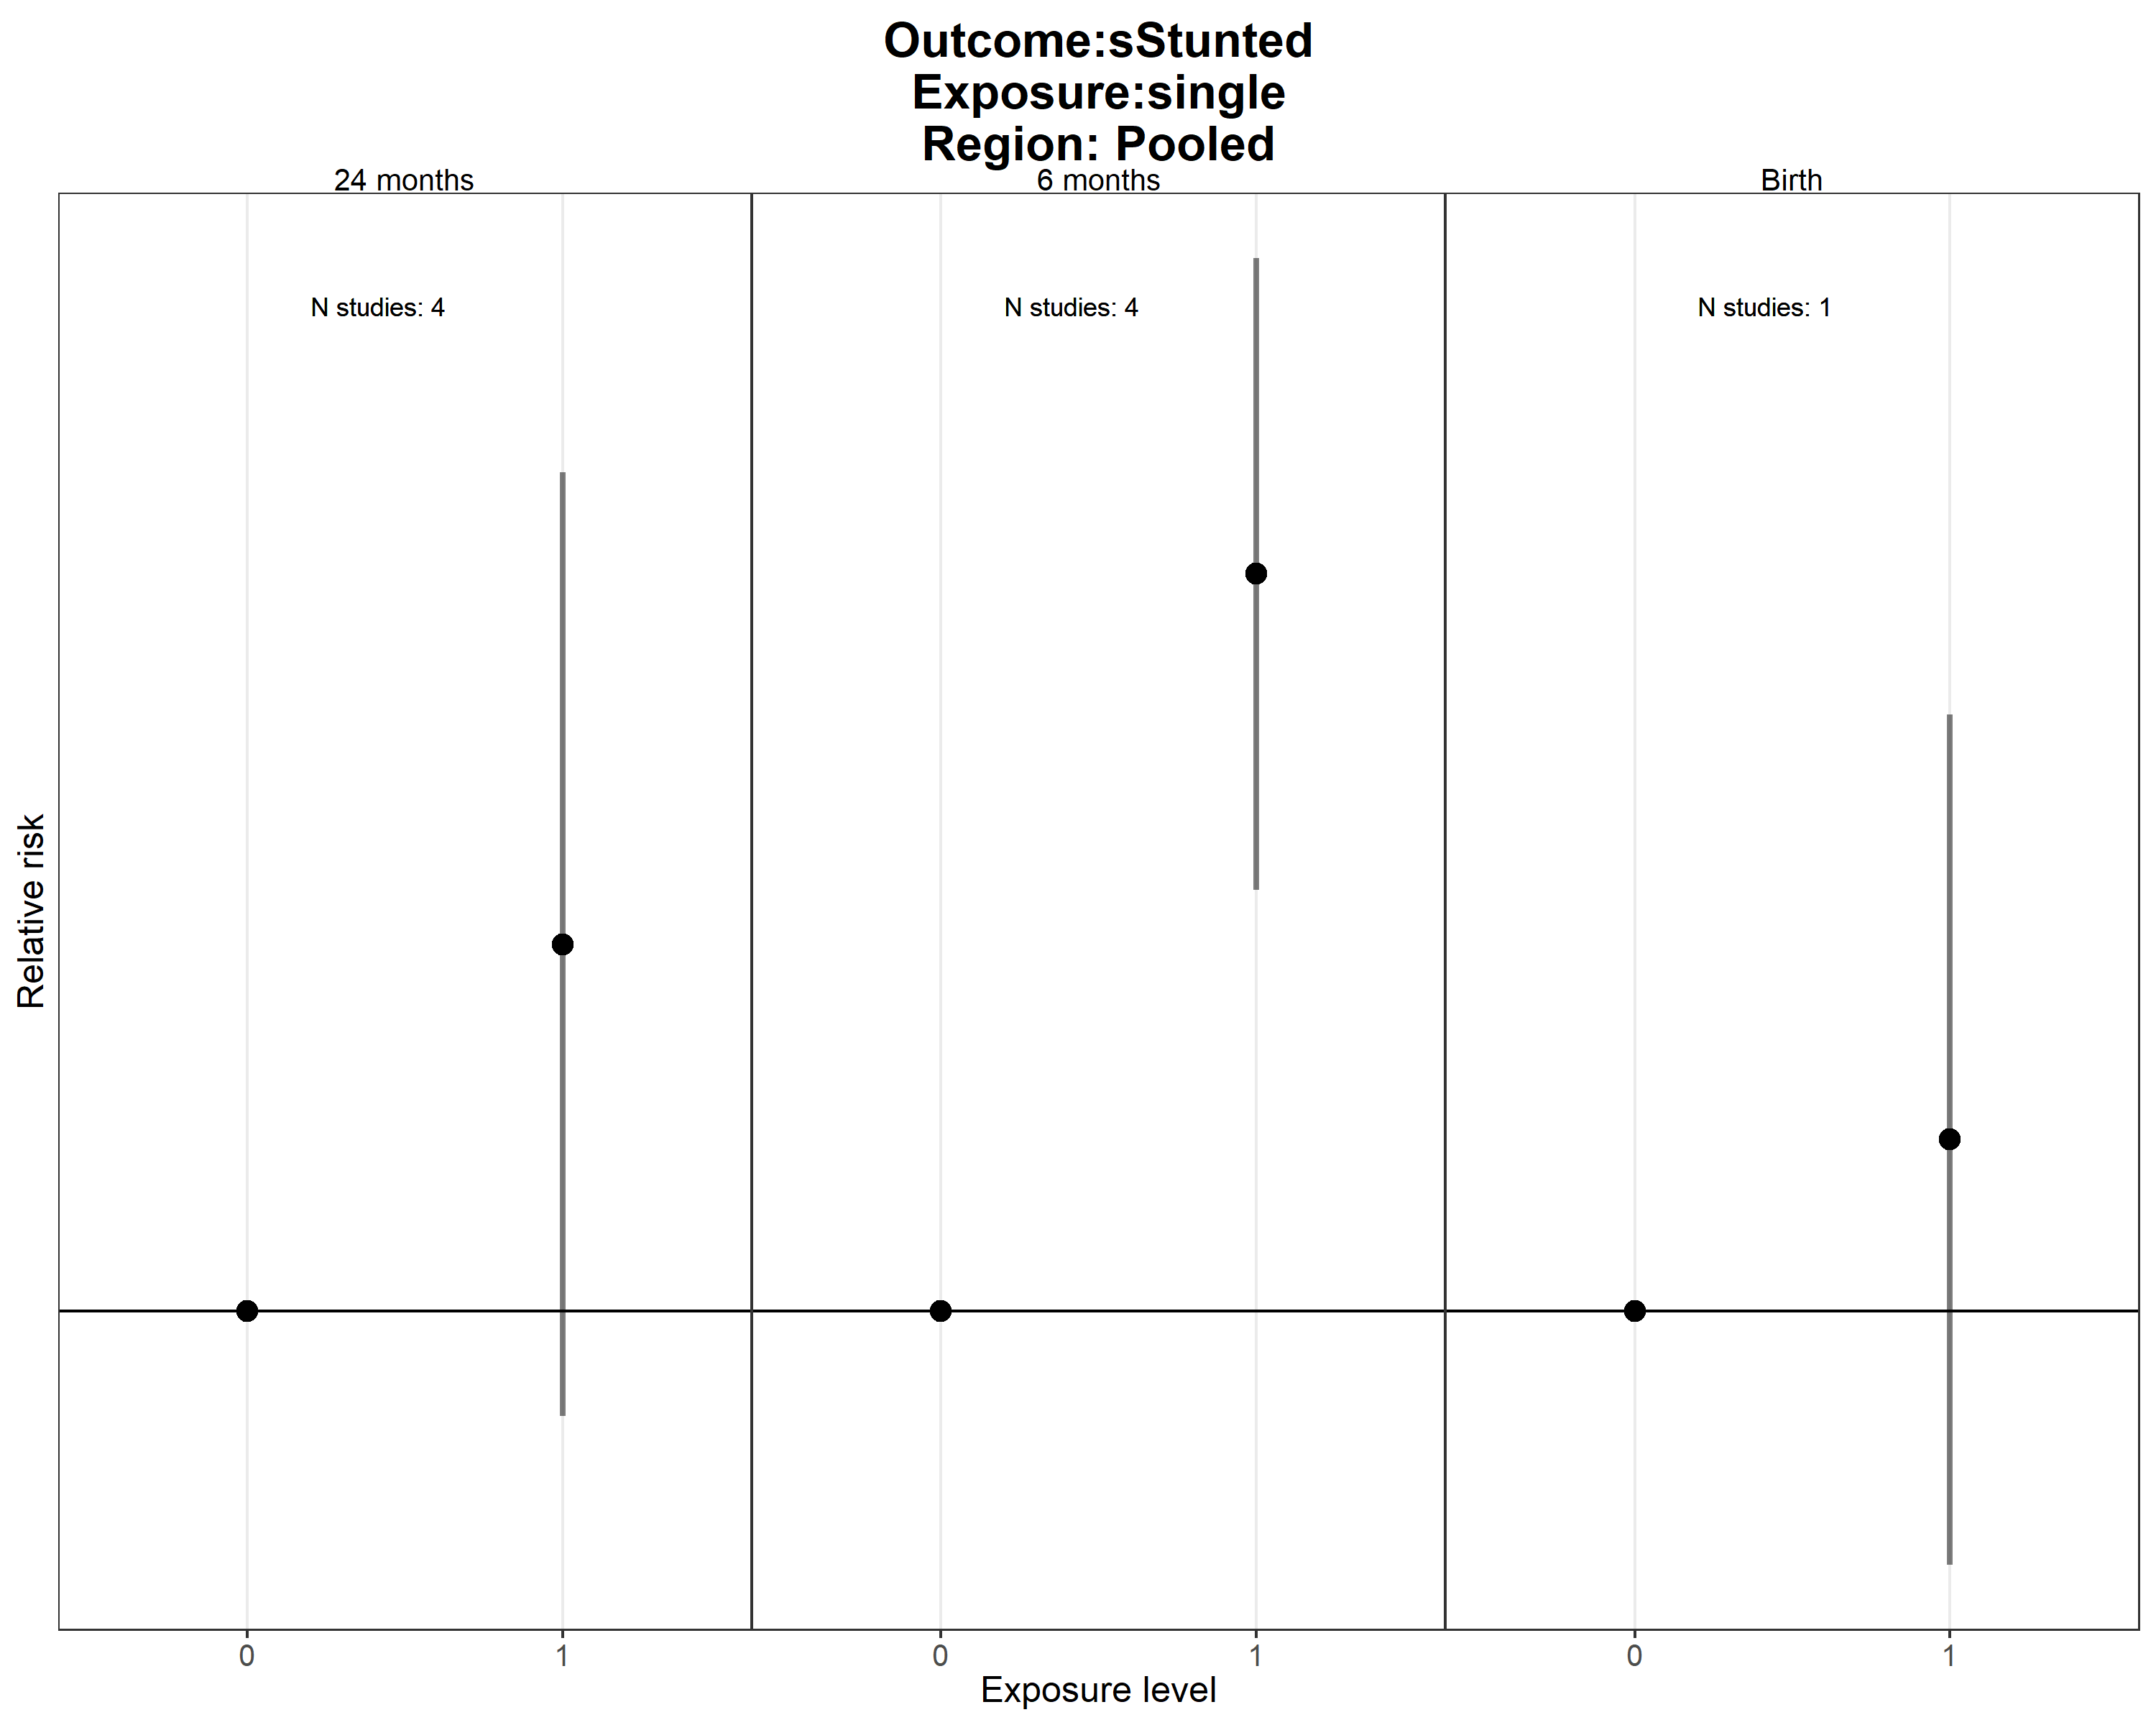 Outcome:sStunted
Exposure:single
Region: Pooled
24 months
6 months
Birth
N studies: 4
N studies: 4
N studies: 1
Relative risk
0
1
0
1
0
1
Exposure level